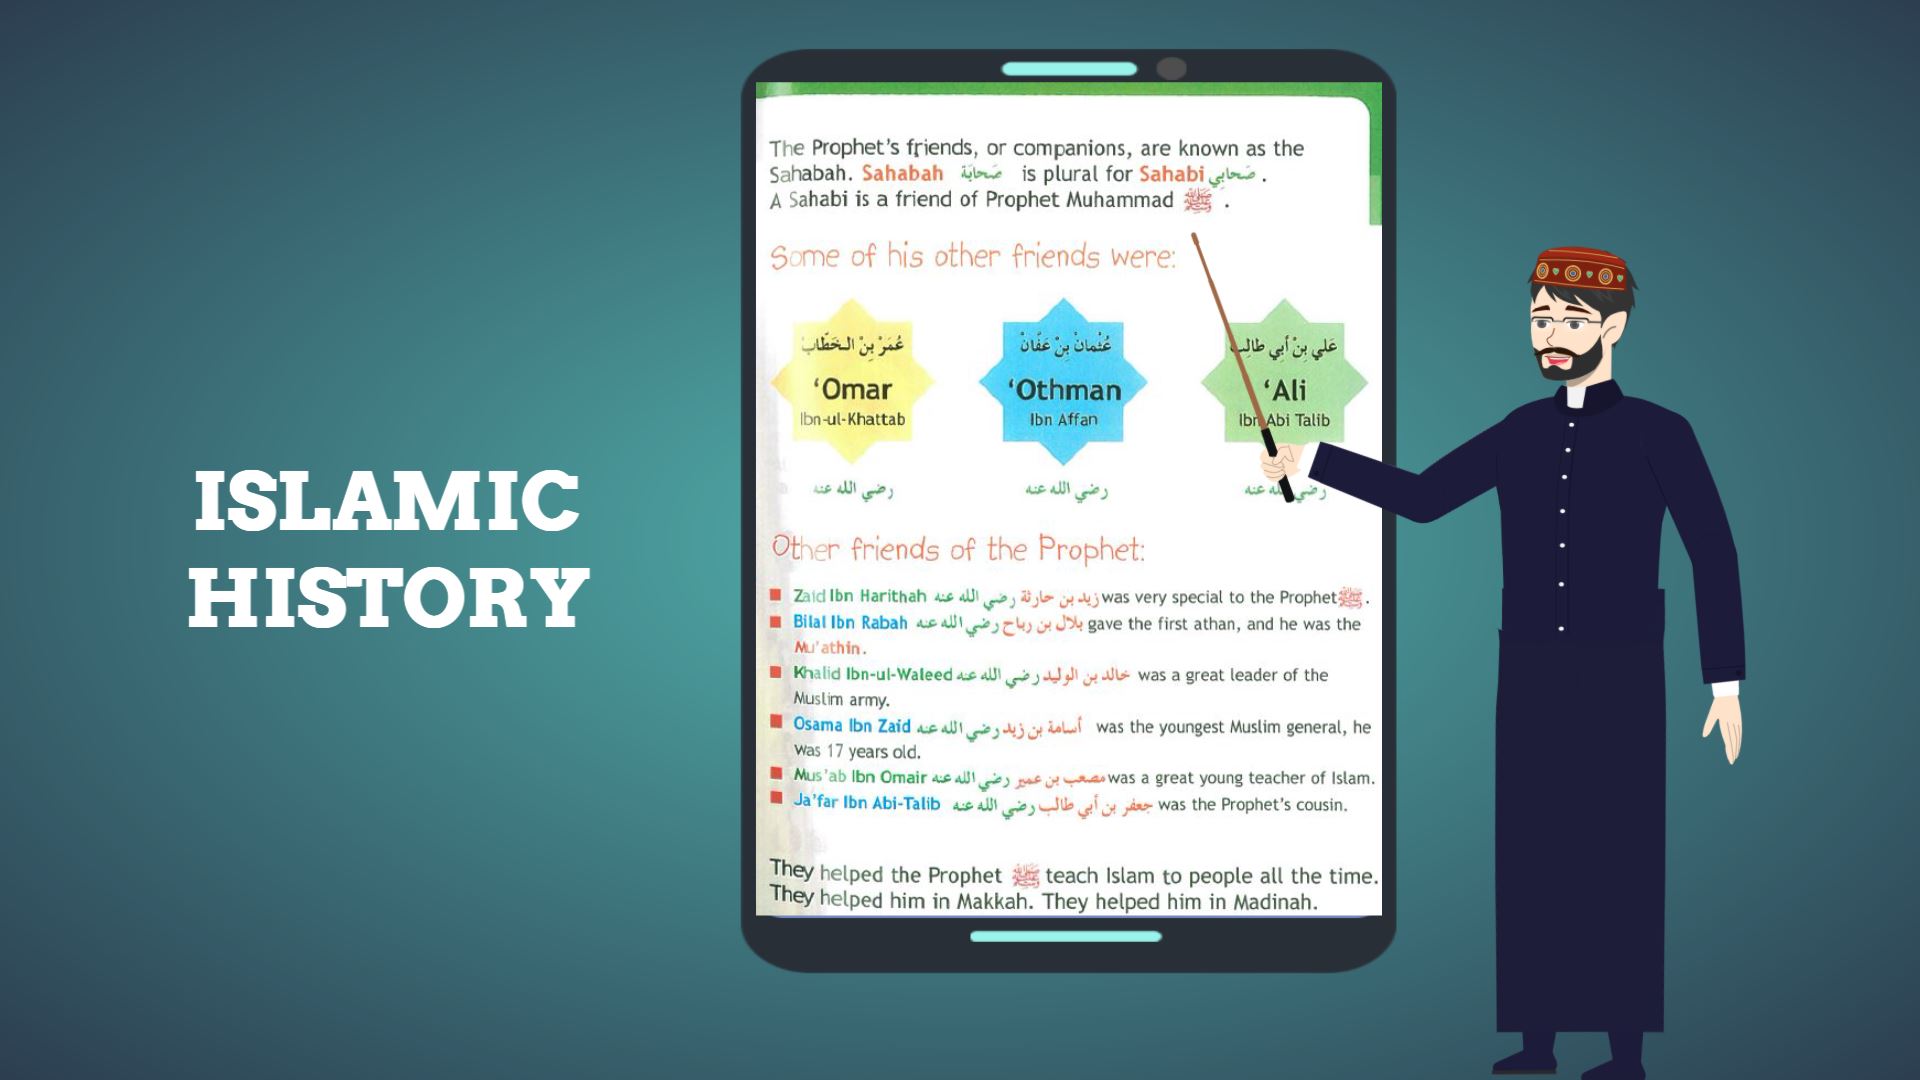 ISLAMIC
HISTORY
The Prophet's friends, or companions, are known as the
Sahabah. Sahabah صَحابَة is plural for Sahabi صَحابِي .
A Sahabi is a friend of Prophet Muhammad ﷺ .
Some of his other friends were:
عُمَرْ بِنْ الـخَطَّابْ
'Omar
Ibn-ul-Khattab
رضي الله عنه
عُثْمانْ بِنْ عَفَّانْ
'Othman
Ibn Affan
رضي الله عنه
عَلي بِنْ أَبي طالِبْ
'Ali
Ibn Abi Talib
رضي الله عنه
Other friends of the Prophet:
Zaid Ibn Harithah زيد بن حارثة رضي الله عنه was very special to the Prophet ﷺ .
Bilal Ibn Rabah بلال بن رباح رضي الله عنه gave the first athan, and he was the
Mu'athin.
Khalid Ibn-ul-Waleed خالد بن الوليد رضي الله عنه was a great leader of the
Muslim army.
Osama Ibn Zaid أسامة بن زيد رضي الله عنه was the youngest Muslim general, he
was 17 years old.
Mus'ab Ibn Omair مصعب بن عمير رضي الله عنه was a great young teacher of Islam.
Ja'far Ibn Abi-Talib جعفر بن أبي طالب رضي الله عنه was the Prophet's cousin.
They helped the Prophet ﷺ teach Islam to people all the time.
They helped him in Makkah. They helped him in Madinah.